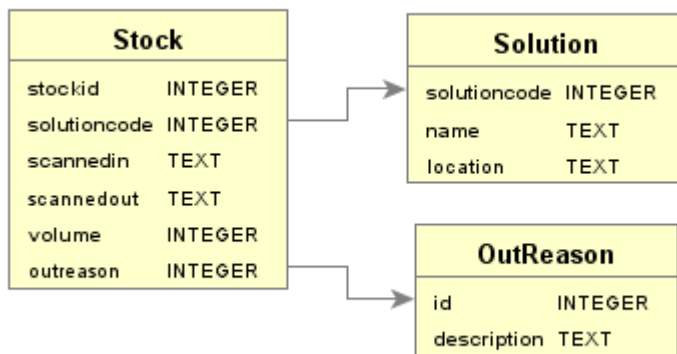 Stock
stockid INTEGER
solutioncode INTEGER
scannedin TEXT
scannedout TEXT
volume INTEGER
outreason INTEGER
Solution
solutioncode INTEGER
name TEXT
location TEXT
OutReason
id INTEGER
description TEXT